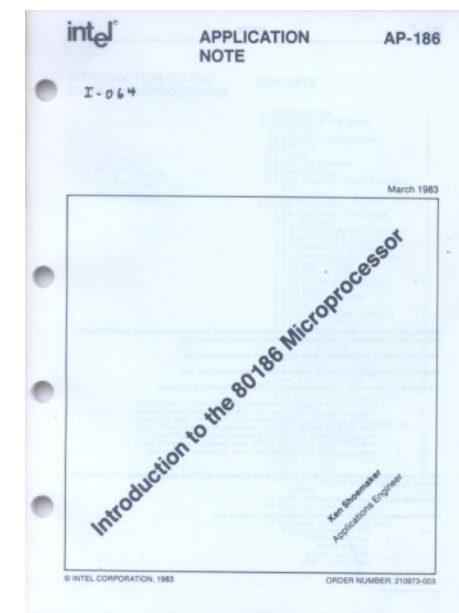 intel®
APPLICATION
NOTE
AP-186
I-064
March 1983
Introduction to the 80186 Microprocessor
Ken Shoemaker
Applications Engineer
© INTEL CORPORATION, 1983
ORDER NUMBER: 210973-003